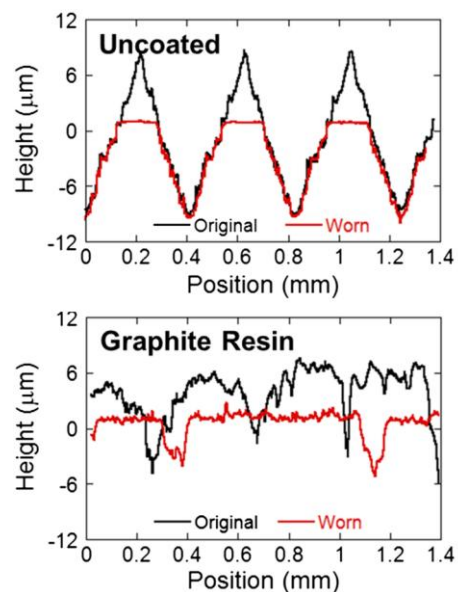 Uncoated
12
6
0
-6
-12
Height (μm)
Original Worn
0 0.2 0.4 0.6 0.8 1 1.2 1.4
Position (mm)
Graphite Resin
12
6
0
-6
-12
Height (μm)
Original Worn
0 0.2 0.4 0.6 0.8 1 1.2 1.4
Position (mm)